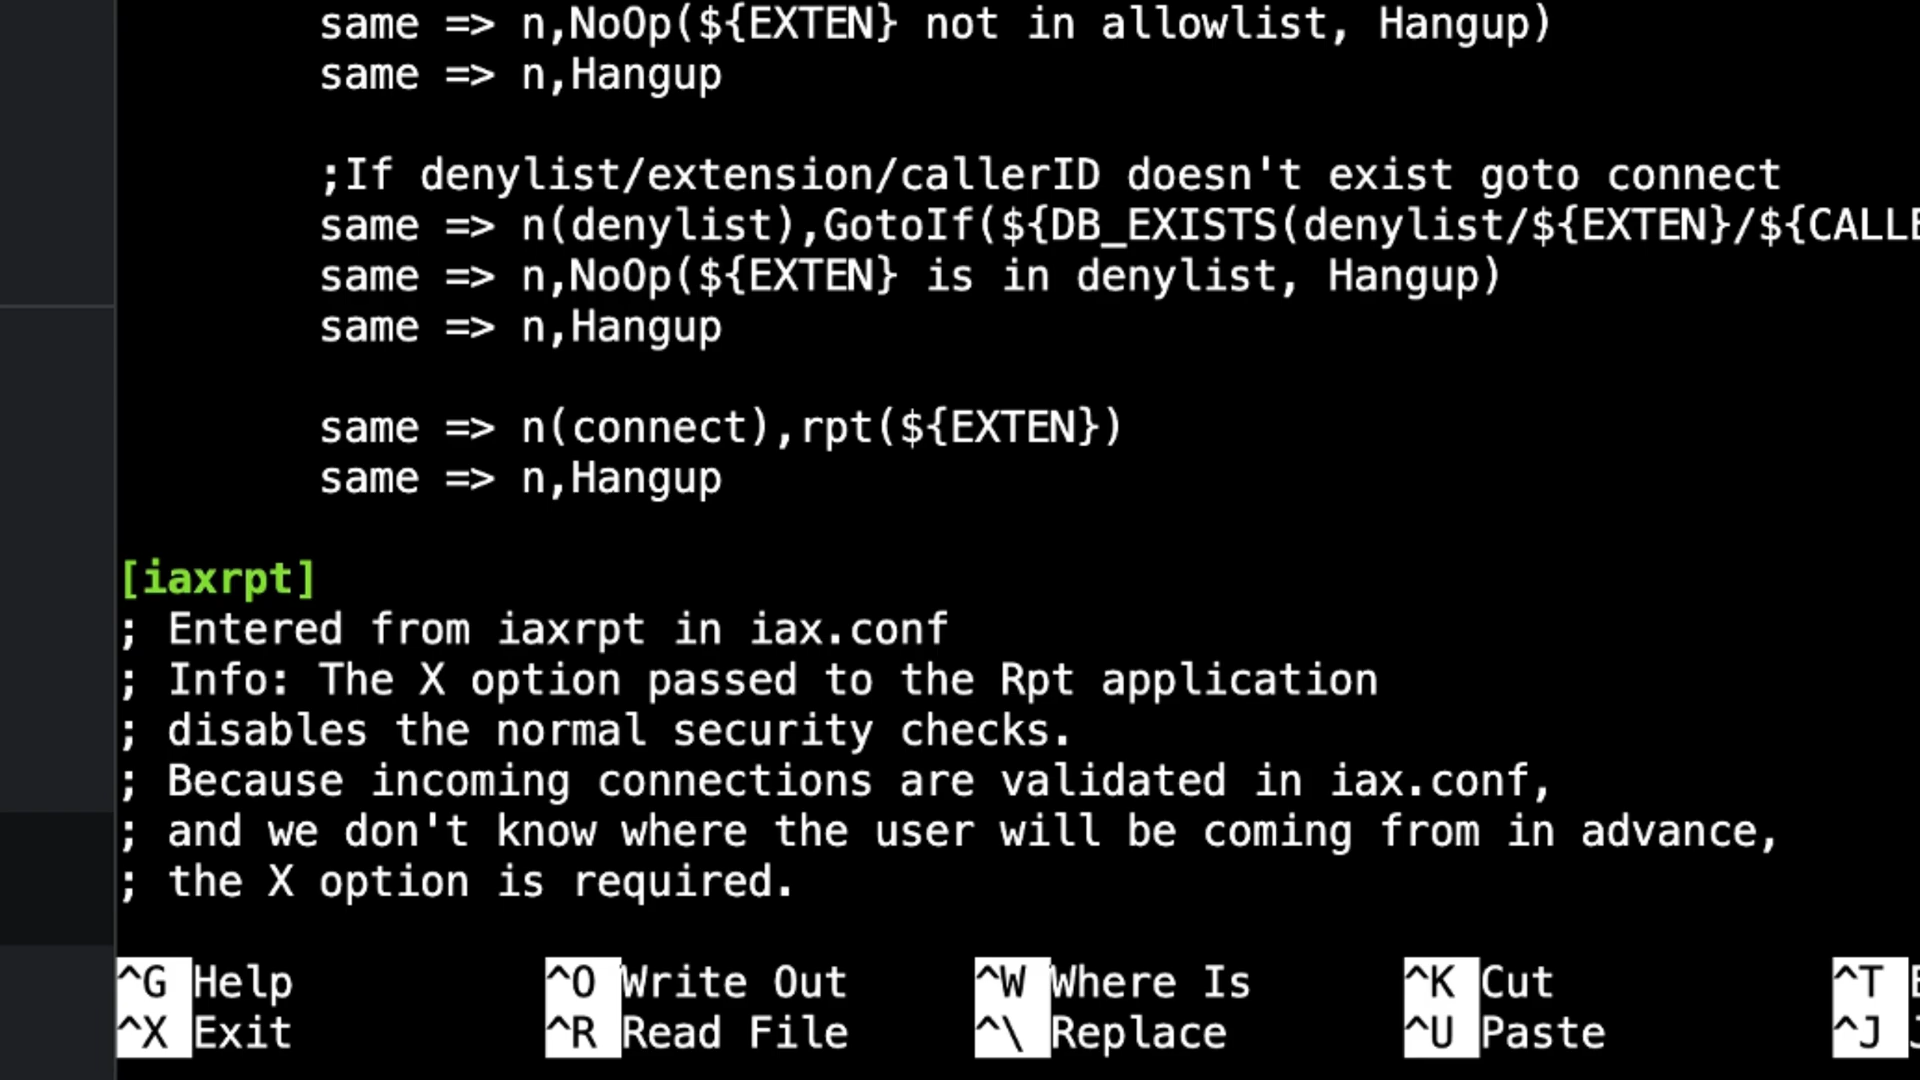 same => n,NoOp(${EXTEN} not in allowlist, Hangup)
same => n,Hangup
;If denylist/extension/callerID doesn't exist goto connect
same => n(denylist),GotoIf(${DB_EXISTS(denylist/${EXTEN}/${CALLE
same => n,NoOp(${EXTEN} is in denylist, Hangup)
same => n,Hangup
same => n(connect),rpt(${EXTEN})
same => n,Hangup
[iaxrpt]
; Entered from iaxrpt in iax.conf
; Info: The X option passed to the Rpt application
; disables the normal security checks.
; Because incoming connections are validated in iax.conf,
; and we don't know where the user will be coming from in advance,
; the X option is required.
^G Help ^O Write Out ^W Where Is ^K Cut ^T
^X Exit ^R Read File ^\ Replace ^U Paste ^J